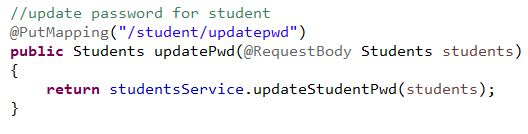 //update password for student
@PutMapping("/student/updatepwd")
public Students updatePwd(@RequestBody Students students)
{
    return studentsService.updateStudentPwd(students);
}